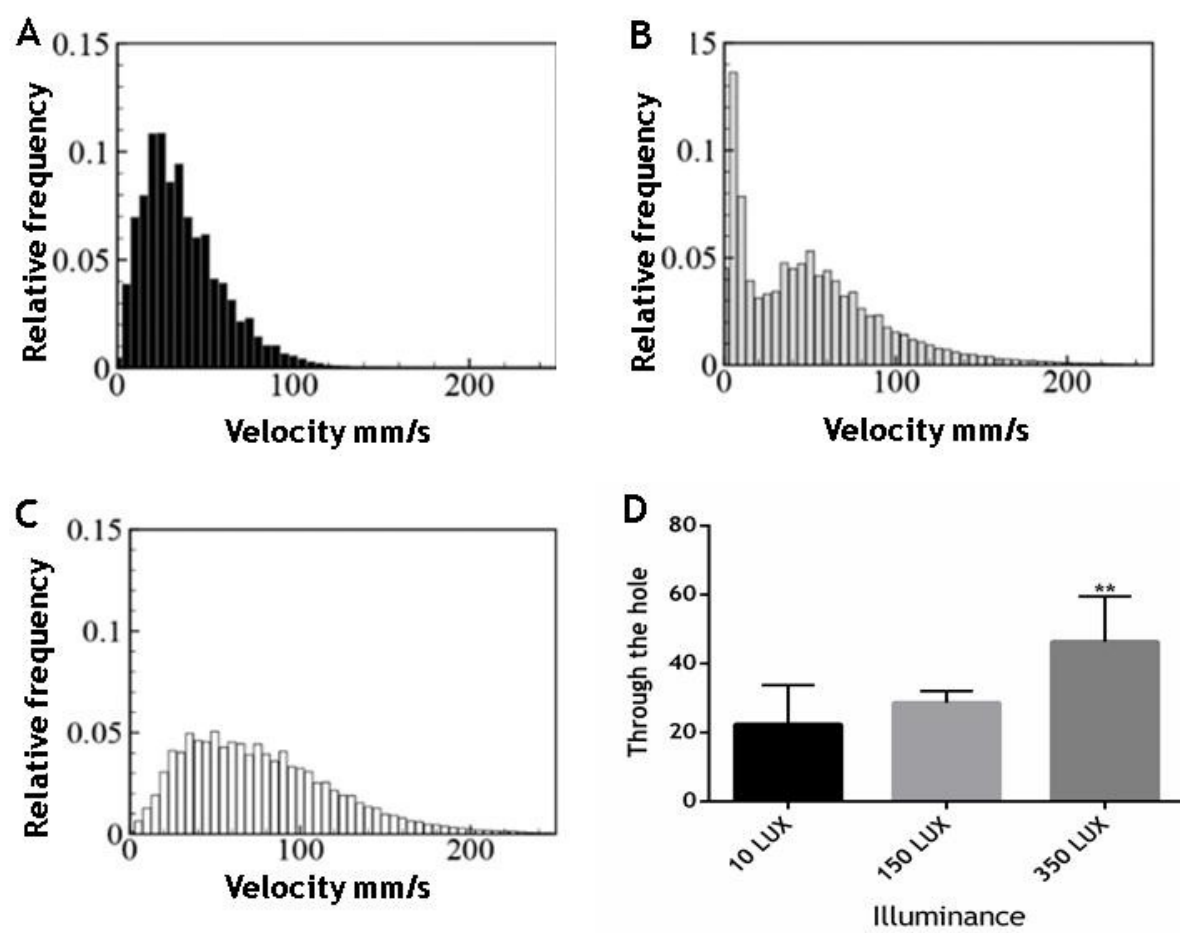 A
0.15
0.1
0.05
0
Relative frequency
0 100 200
Velocity mm/s
B
15
0.1
0.05
0
Relative frequency
0 100 200
Velocity mm/s
C
0.15
0.1
0.05
0
Relative frequency
0 100 200
Velocity mm/s
D
80
60
40
20
0
Through the hole
**
10 LUX
150 LUX
350 LUX
Illuminance